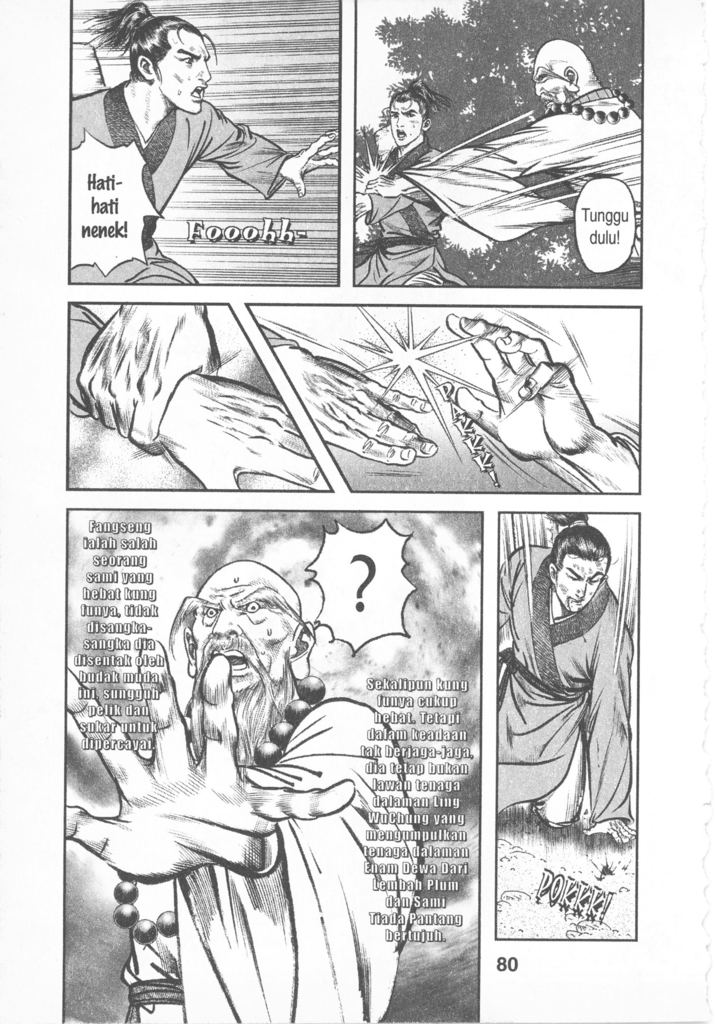 Hati-
hati
nenek!
Fooohh-
Tunggu
dulu!
Fangseng
ialah salah
seorang
sami yang
hebat kung
funya, tidak
disangka-
sangka dia
disentak oleh
budak muda
ini, sungguh
pelik dan
sukar untuk
dipercayai.
?
Sekalipun kung
funya cukup
hebat. Tetapi
dalam keadaan
tak berjaga-jaga,
dia tetap bukan
lawan tenaga
dalaman Ling
WuChung yang
mengumpulkan
tenaga dalaman
Enam Dewa Dari
Lembah Plum
dan Sami
Tiada Pantang
bertujuh.
80